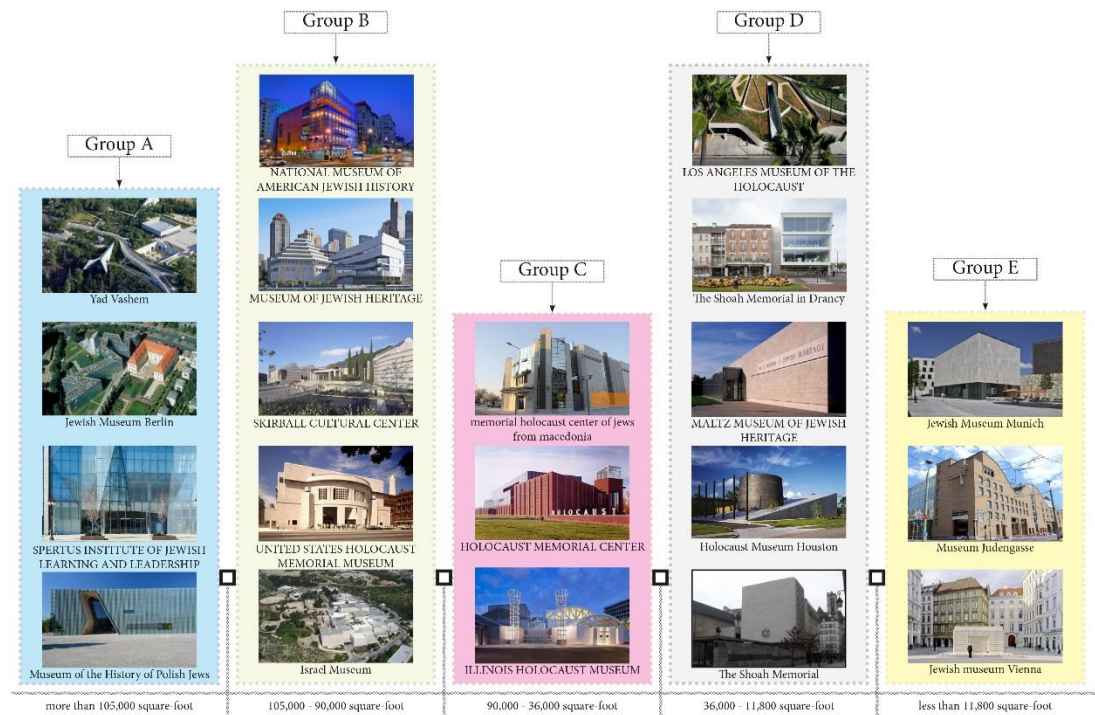 Group A
Yad Vashem
Jewish Museum Berlin
SPERTUS INSTITUTE OF JEWISH
LEARNING AND LEADERSHIP
Museum of the History of Polish Jews
more than 105,000 square-foot
Group B
NATIONAL MUSEUM OF
AMERICAN JEWISH HISTORY
MUSEUM OF JEWISH HERITAGE
SKIRBALL CULTURAL CENTER
UNITED STATES HOLOCAUST
MEMORIAL MUSEUM
Israel Museum
105,000 - 90,000 square-foot
Group C
memorial holocaust center of jews
from macedonia
HOLOCAUST
HOLOCAUST MEMORIAL CENTER
ILLINOIS HOLOCAUST MUSEUM
90,000 - 36,000 square-foot
Group D
LOS ANGELES MUSEUM OF THE
HOLOCAUST
The Shoah Memorial in Drancy
MALTZ MUSEUM OF JEWISH HERITAGE
MALTZ MUSEUM OF JEWISH
HERITAGE
Holocaust Museum Houston
The Shoah Memorial
36,000 - 11,800 square-foot
Group E
Jewish Museum Munich
Museum Judengasse
Jewish museum Vienna
less than 11,800 square-foot